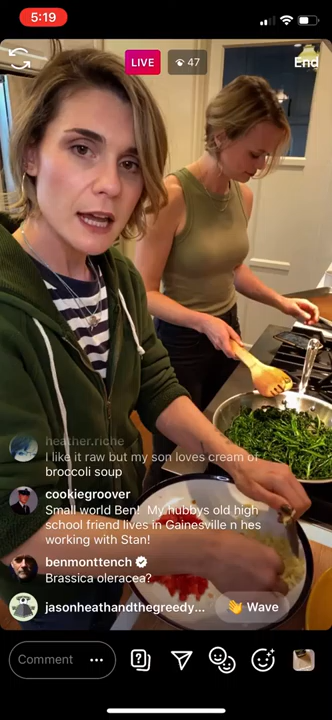 5:19
LIVE
47
End
heather.riche
I like it raw but my son loves cream of
broccoli soup
cookiegroover
Small world Ben! My hubbys old high
school friend lives in Gainesville n hes
working with Stan!
benmonttench
Brassica oleracea?
jasonheathandthegreedy...
👋 Wave
Comment